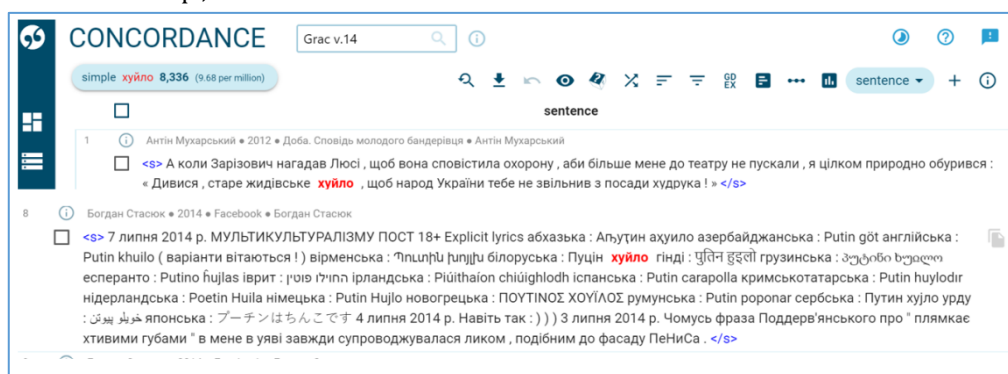 CONCORDANCE
Grac v.14
simple хуйло 8,336 (9.68 per million)
GD
EX
sentence
sentence
1 Антін Мухарський ● 2012 ● Доба. Сповідь молодого бандерівця ● Антін Мухарський
<s> А коли Зарізович нагадав Люсі , щоб вона сповістила охорону , аби більше мене до театру не пускали , я цілком природно обурився :
« Дивися , старе жидівське хуйло , щоб народ України тебе не звільнив з посади худрука ! » </s>
8 Богдан Стасюк ● 2014 ● Facebook ● Богдан Стасюк
<s> 7 липня 2014 р. МУЛЬТИКУЛЬТУРАЛІЗМУ ПОСТ 18+ Explicit lyrics абхазька : Аҧуҭин ахуило азербайджанська : Putin göt англійська :
Putin khuilo ( варіанти вітаються ! ) вірменська : Պուտին խույլո білоруська : Пуцін хуйло гінді : पुतिन हुइलो грузинська : პუტინი ხუილო
есперанто : Putino ĥujlas іврит : פוטין חוילו ірландська : Piúithaíon chiúighlodh іспанська : Putin carapolla кримськотатарська : Putin huylodır
нідерландська : Poetin Huila німецька : Putin Hujlo новогрецька : ΠΟΥΤΙΝΟΣ ΧΟΥΪΛΟΣ румунська : Putin poponar сербська : Путин хујло урду
: خویلو پیوتن японська : プーチンはちんこです 4 липня 2014 р. Навіть так : ) ) ) 3 липня 2014 р. Чомусь фраза Поддерв'янського про " плямкає
хтивими губами " в мене в уяві завжди супроводжувалася ликом , подібним до фасаду ПеНиСа . </s>